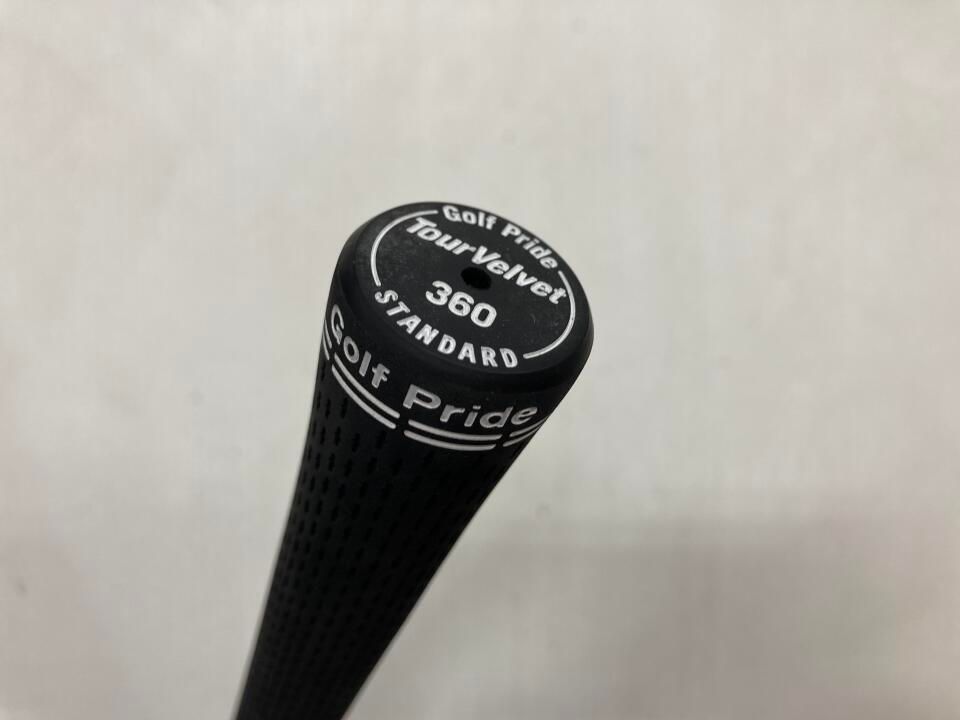 Golf Pride
TourVelvet
360
STANDARD
Golf Pride